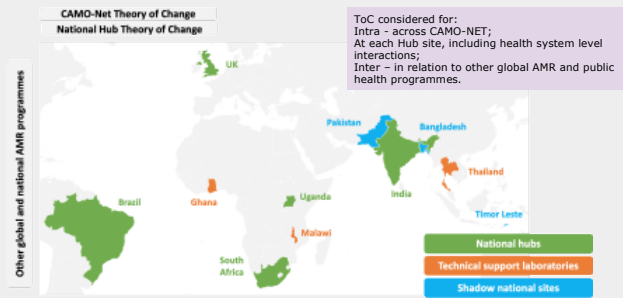 CAMO-Net Theory of Change
National Hub Theory of Change
ToC considered for:
Intra - across CAMO-NET;
At each Hub site, including health system level
interactions;
Inter – in relation to other global AMR and public
health programmes.
Other global and national AMR programmes
UK
Pakistan
Bangladesh
Brazil
Ghana
Uganda
India
Thailand
Malawi
Timor Leste
South
Africa
National hubs
Technical support laboratories
Shadow national sites